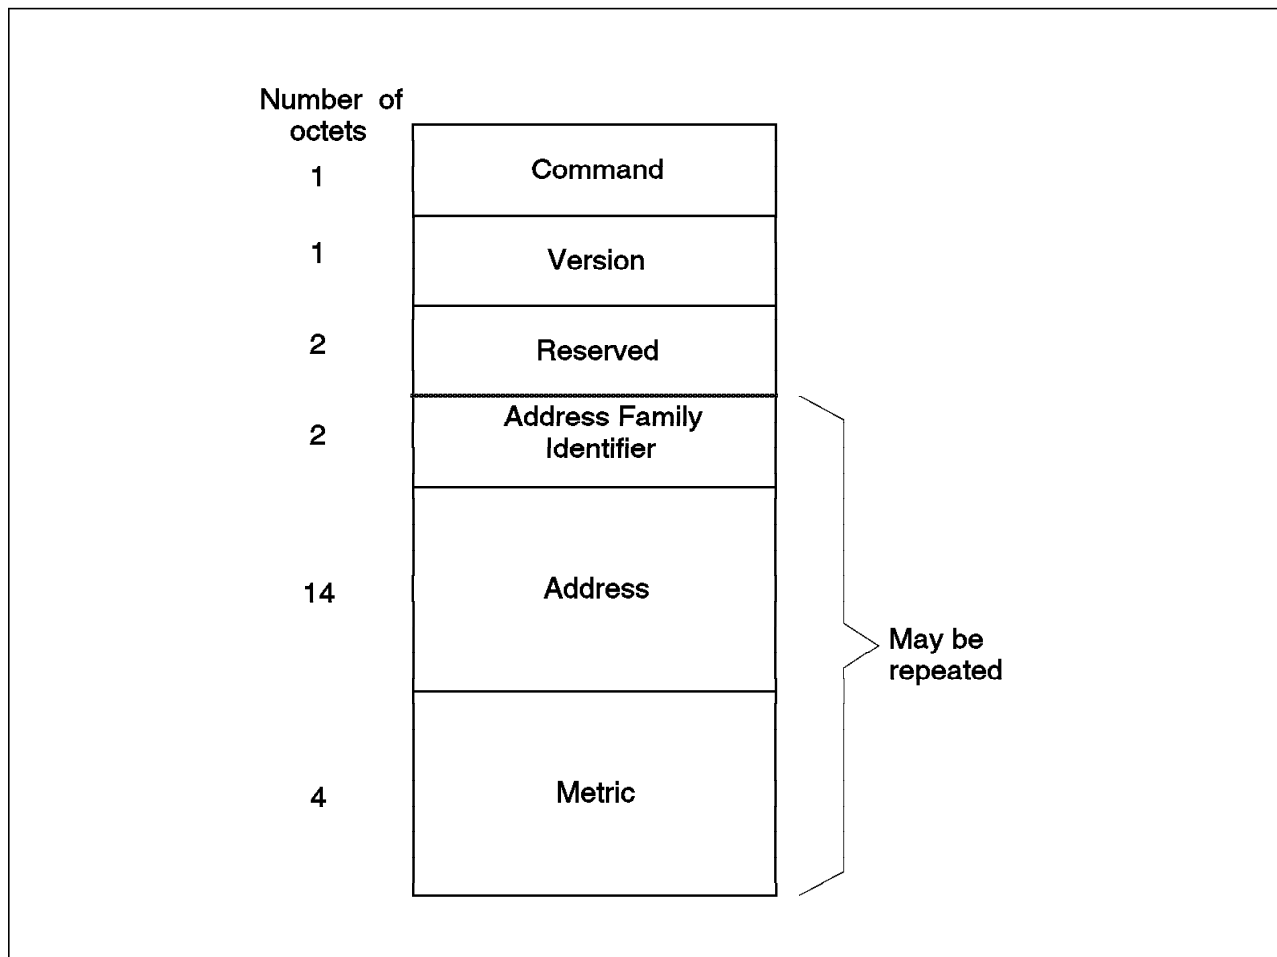 Number of
octets
1
Command
1
Version
2
Reserved
2
Address Family
Identifier
14
Address
May be
repeated
4
Metric